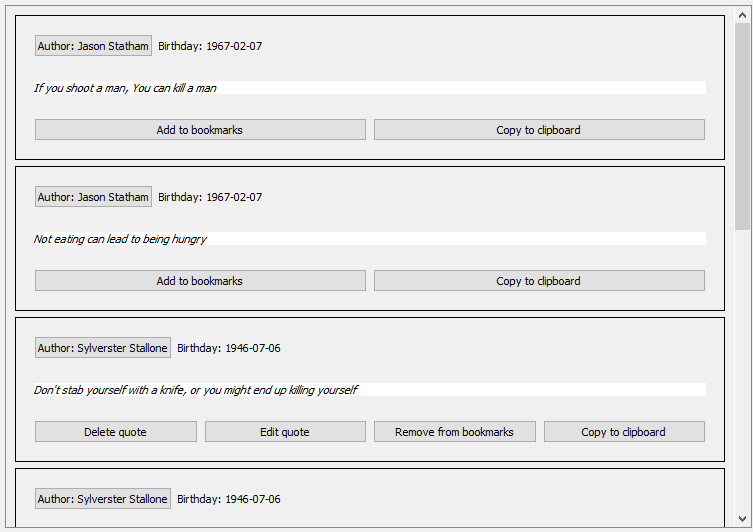 Author: Jason Statham Birthday: 1967-02-07
If you shoot a man, You can kill a man
Add to bookmarks Copy to clipboard
Author: Jason Statham Birthday: 1967-02-07
Not eating can lead to being hungry
Add to bookmarks Copy to clipboard
Author: Sylverster Stallone Birthday: 1946-07-06
Don't stab yourself with a knife, or you might end up killing yourself
Delete quote Edit quote Remove from bookmarks Copy to clipboard
Author: Sylverster Stallone Birthday: 1946-07-06